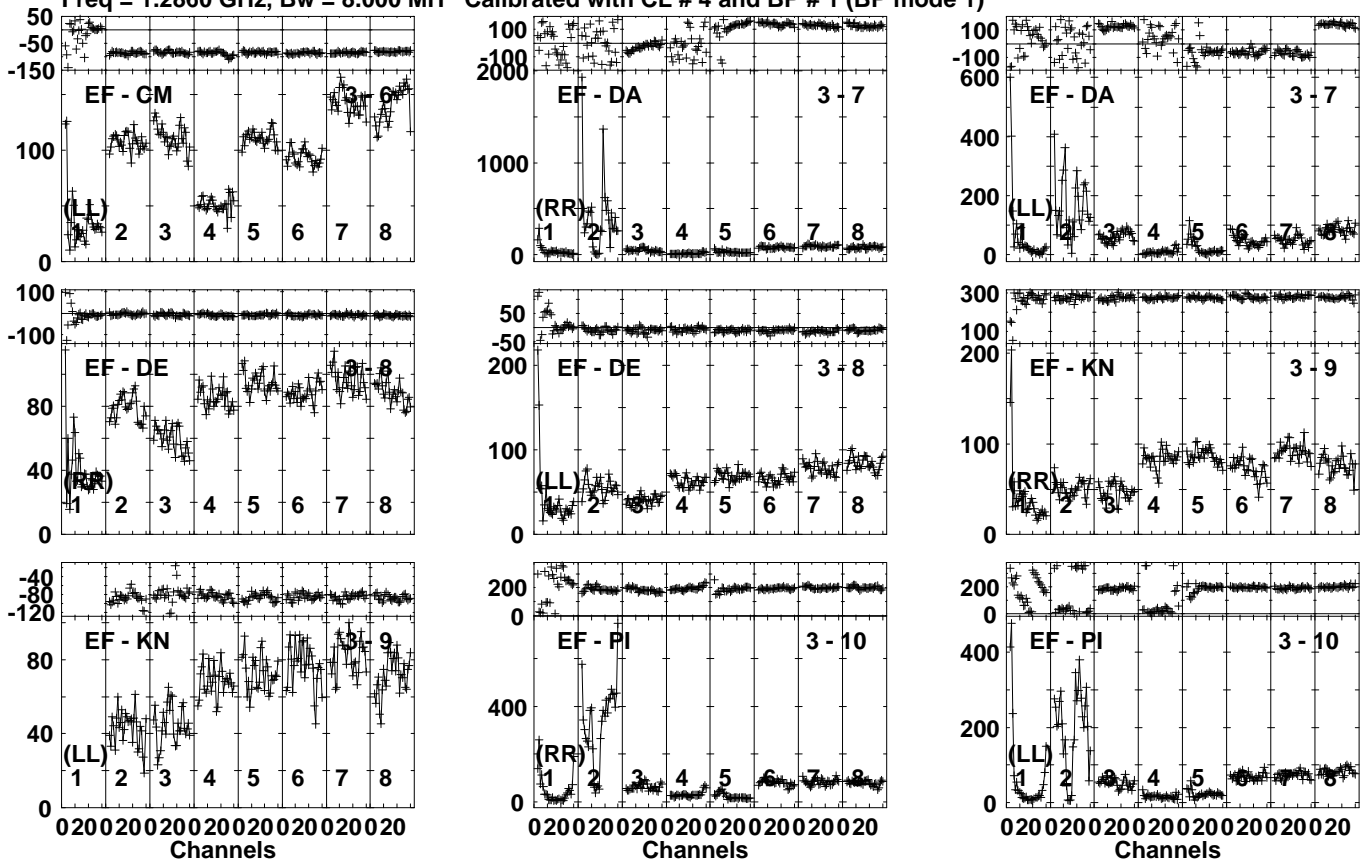 Freq = 1.2860 GHz, Bw = 8.000 MH Calibrated with CL # 4 and BP # 1 (BP mode 1)
50
-50
-150
EF - CM 3 - 6
100
0
(LL)
1 2 3 4 5 6 7 8
100
-100
2000
EF - DA 3 - 7
1000
0
(RR)
1 2 3 4 5 6 7 8
100
-100
600
EF - DA 3 - 7
400
200
0
(LL)
1 2 3 4 5 6 7 8
100
-100
EF - DE 3 - 8
80
40
0
(RR)
1 2 3 4 5 6 7 8
50
-50
200
EF - DE 3 - 8
100
0
(LL)
1 2 3 4 5 6 7 8
300
100
200
EF - KN 3 - 9
100
0
(RR)
1 2 3 4 5 6 7 8
-40
-80
-120
EF - KN 3 - 9
80
40
0
(LL)
1 2 3 4 5 6 7 8
0 20 0 20 0 20 0 20 0 20 0 20 0 20 0 20
Channels
200
0
EF - PI 3 - 10
400
0
(RR)
1 2 3 4 5 6 7 8
0 20 0 20 0 20 0 20 0 20 0 20 0 20 0 20
Channels
200
0
EF - PI 3 - 10
400
200
0
(LL)
1 2 3 4 5 6 7 8
0 20 0 20 0 20 0 20 0 20 0 20 0 20 0 20
Channels